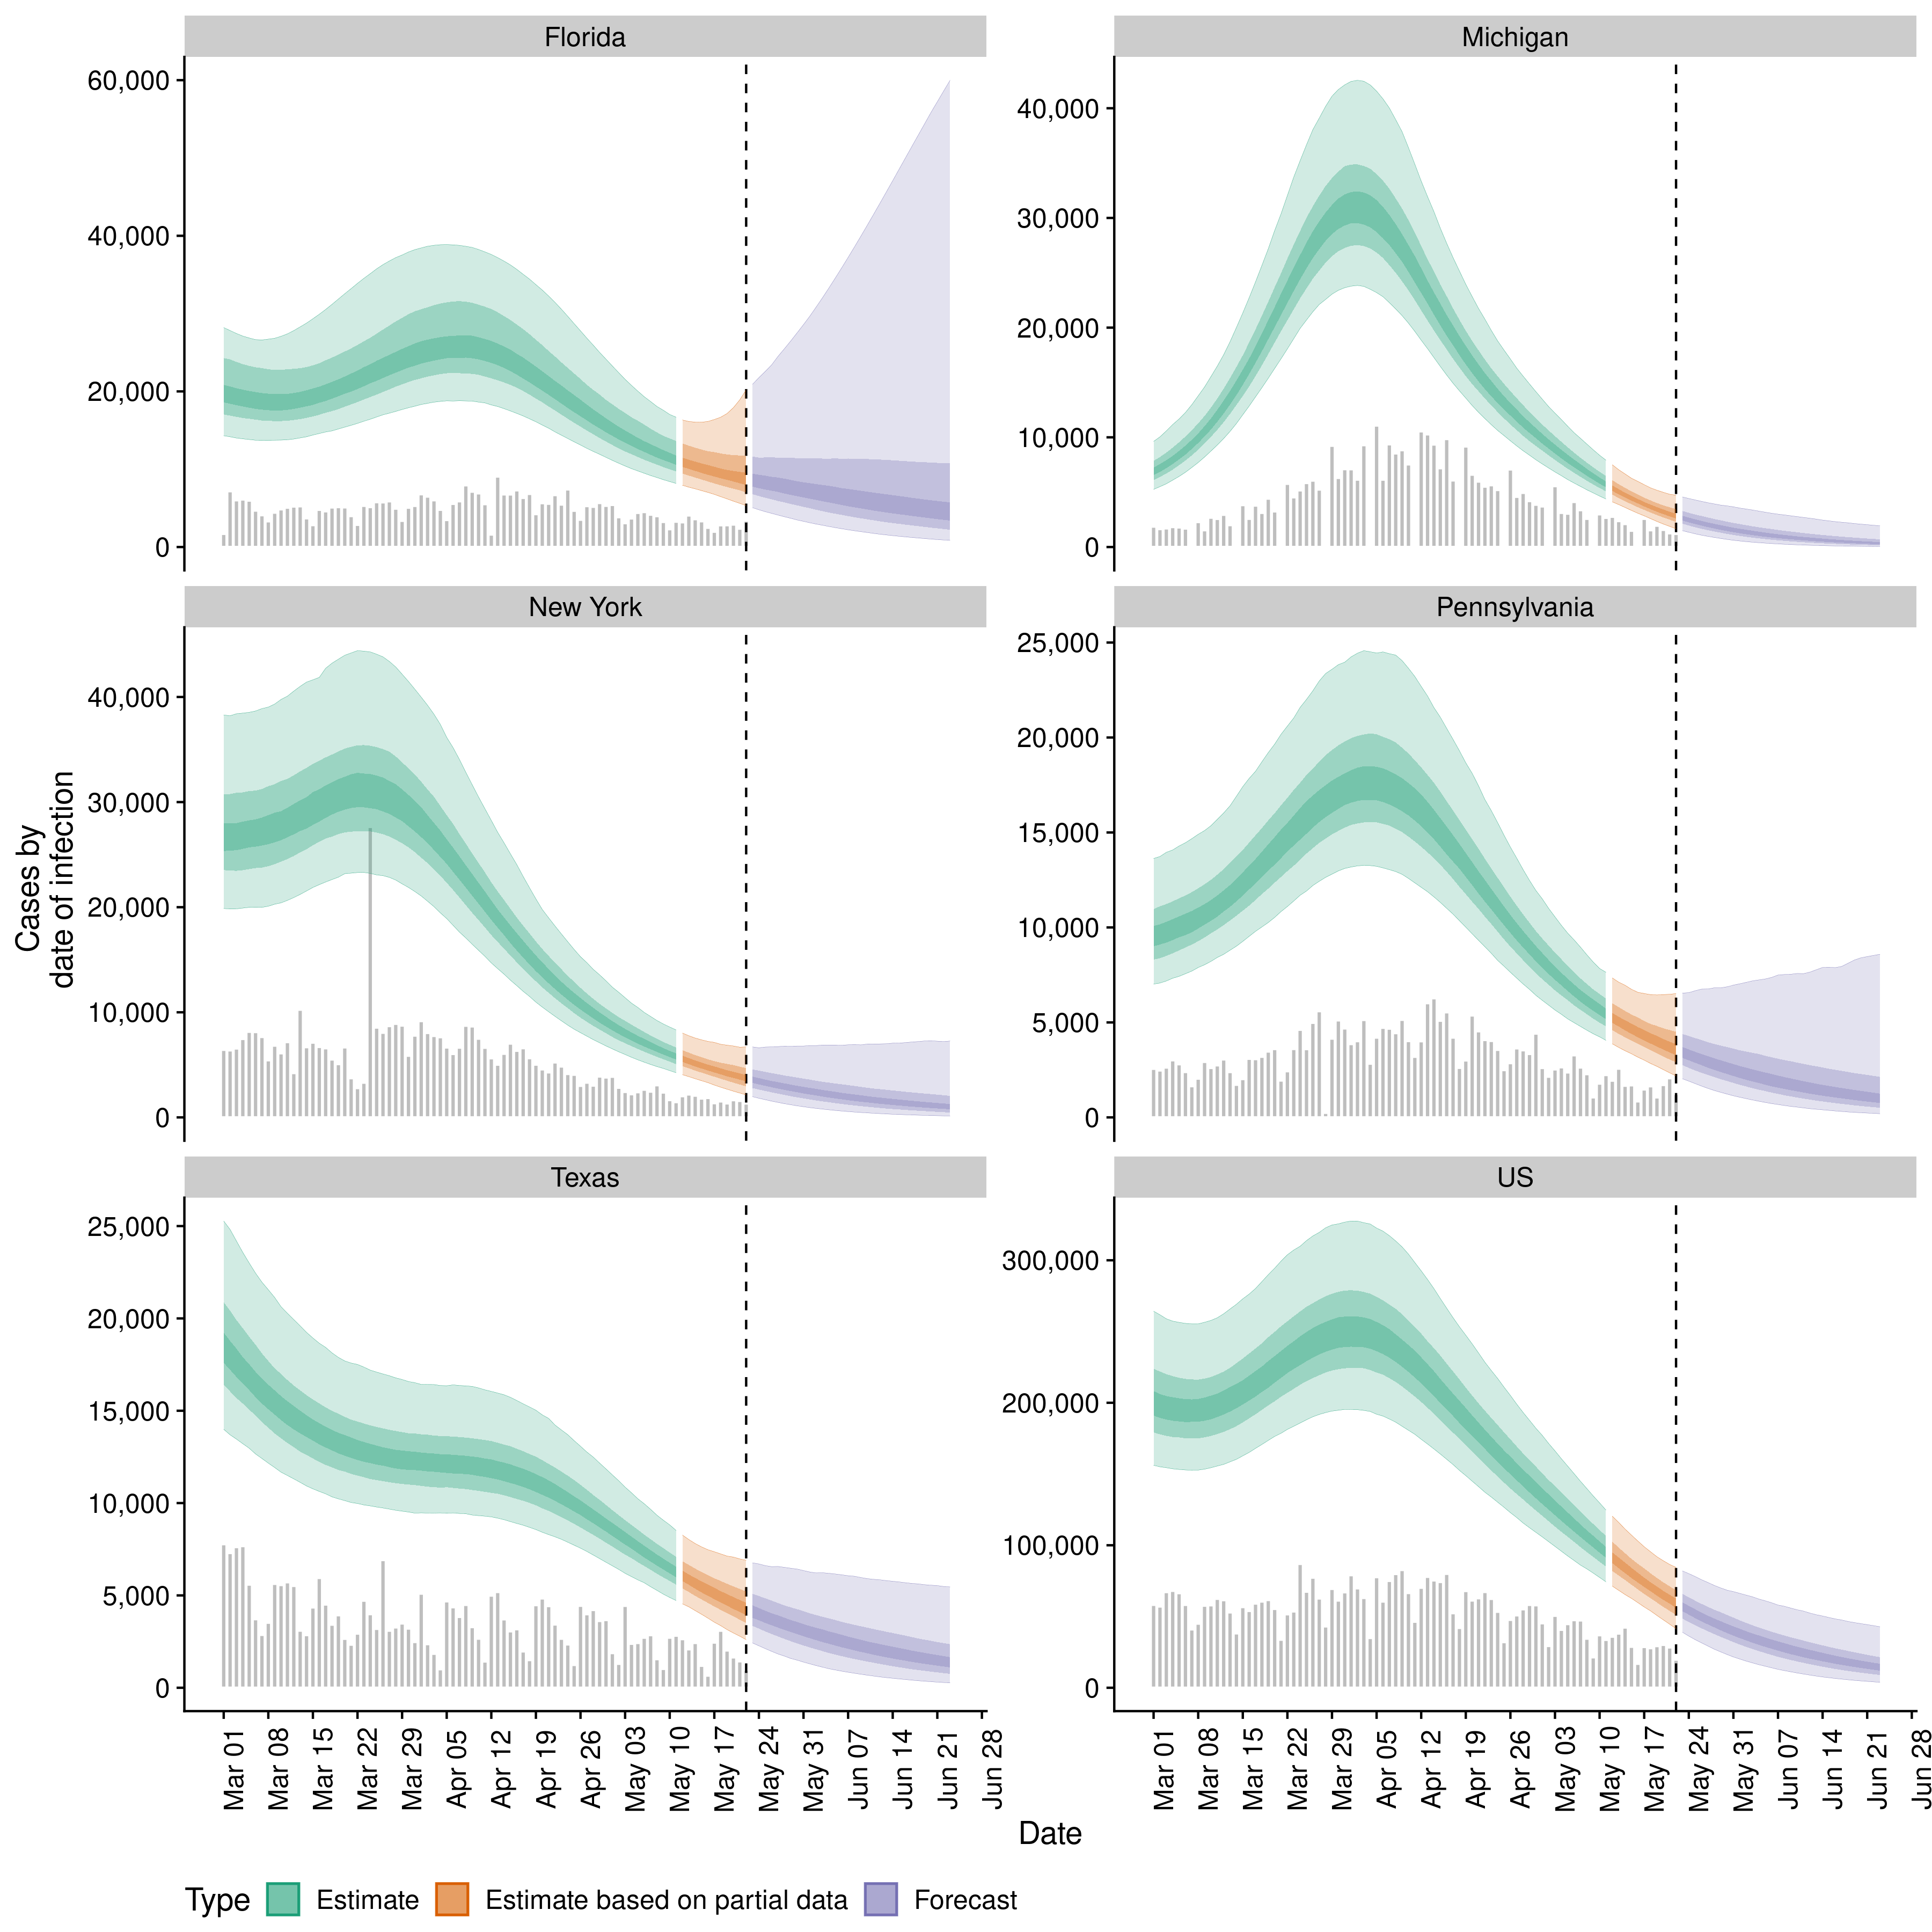 Florida
Michigan
60,000
40,000
20,000
0
40,000
30,000
20,000
10,000
0
New York
Pennsylvania
40,000
30,000
20,000
10,000
0
25,000
20,000
15,000
10,000
5,000
0
Cases by
date of infection
Texas
US
25,000
20,000
15,000
10,000
5,000
0
300,000
200,000
100,000
0
Mar 01
Mar 08
Mar 15
Mar 22
Mar 29
Apr 05
Apr 12
Apr 19
Apr 26
May 03
May 10
May 17
May 24
May 31
Jun 07
Jun 14
Jun 21
Jun 28
Mar 01
Mar 08
Mar 15
Mar 22
Mar 29
Apr 05
Apr 12
Apr 19
Apr 26
May 03
May 10
May 17
May 24
May 31
Jun 07
Jun 14
Jun 21
Jun 28
Date
Type Estimate Estimate based on partial data Forecast